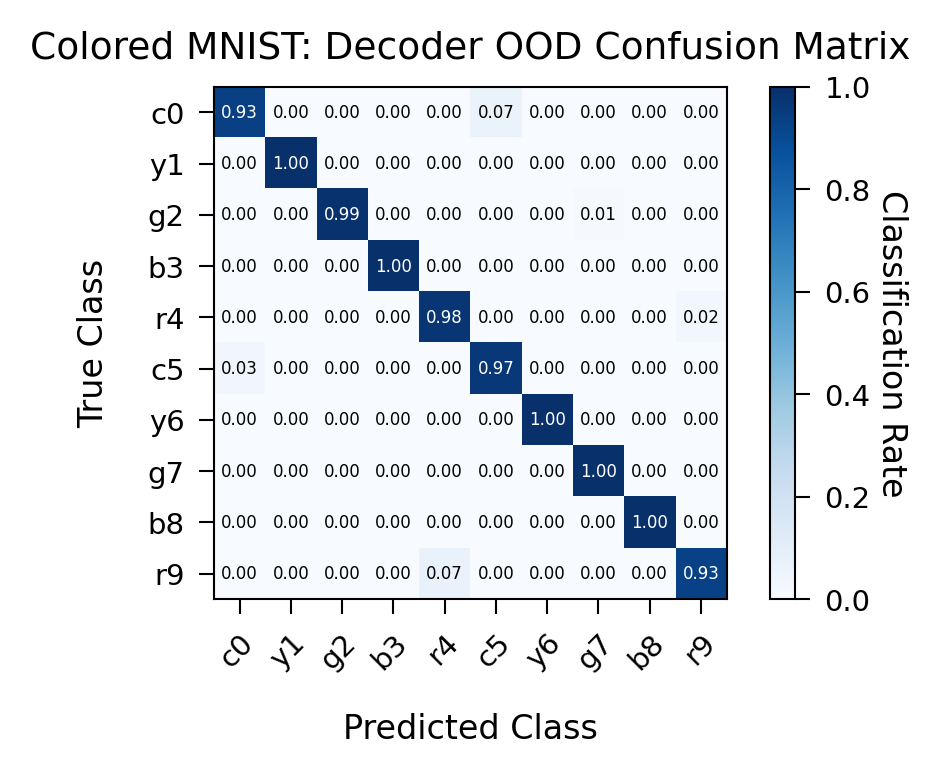 Colored MNIST: Decoder OOD Confusion Matrix
c0 0.93 0.00 0.00 0.00 0.00 0.07 0.00 0.00 0.00 0.00
y1 0.00 1.00 0.00 0.00 0.00 0.00 0.00 0.00 0.00 0.00
g2 0.00 0.00 0.99 0.00 0.00 0.00 0.00 0.01 0.00 0.00
b3 0.00 0.00 0.00 1.00 0.00 0.00 0.00 0.00 0.00 0.00
r4 0.00 0.00 0.00 0.00 0.98 0.00 0.00 0.00 0.00 0.02
c5 0.03 0.00 0.00 0.00 0.00 0.97 0.00 0.00 0.00 0.00
y6 0.00 0.00 0.00 0.00 0.00 0.00 1.00 0.00 0.00 0.00
g7 0.00 0.00 0.00 0.00 0.00 0.00 0.00 1.00 0.00 0.00
b8 0.00 0.00 0.00 0.00 0.00 0.00 0.00 0.00 1.00 0.00
r9 0.00 0.00 0.00 0.00 0.07 0.00 0.00 0.00 0.00 0.93
c0 y1 g2 b3 r4 c5 y6 g7 b8 r9
Predicted Class
True Class
1.0
0.8
0.6
0.4
0.2
0.0
Classification Rate